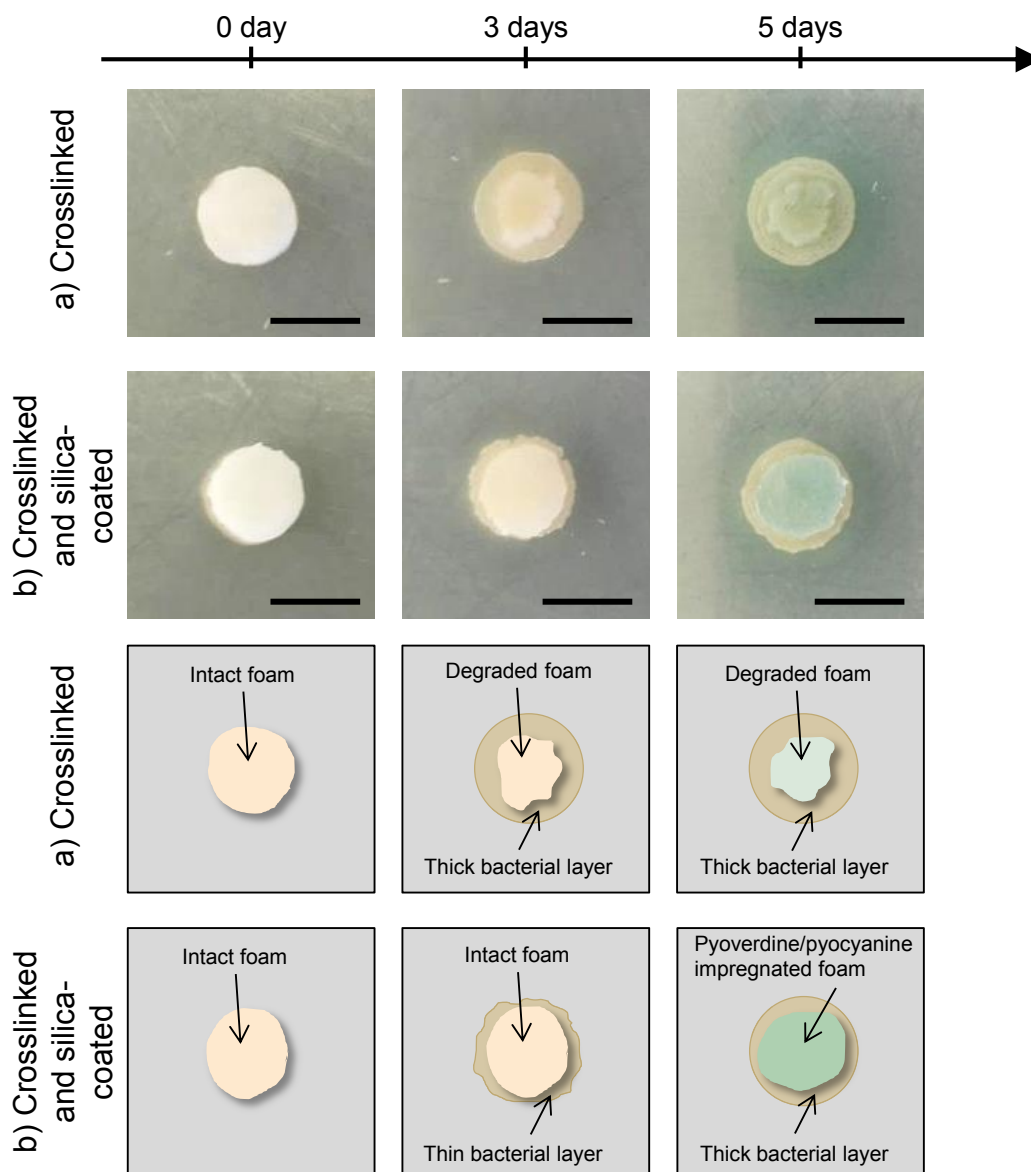 0 day
3 days
5 days
a) Crosslinked
b) Crosslinked
and silica-
coated
a) Crosslinked
Intact foam
Degraded foam
Thick bacterial layer
Degraded foam
Thick bacterial layer
b) Crosslinked
and silica-
coated
Intact foam
Intact foam
Thin bacterial layer
Pyoverdine/pyocyanine
impregnated foam
Thick bacterial layer